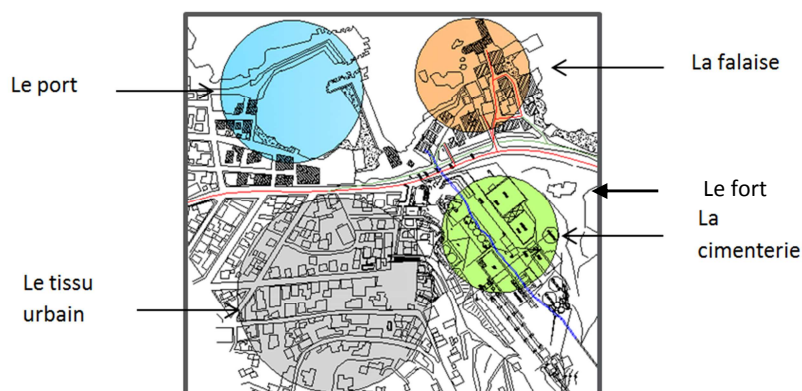 Le port
La falaise
Le fort
La
cimenterie
Le tissu
urbain